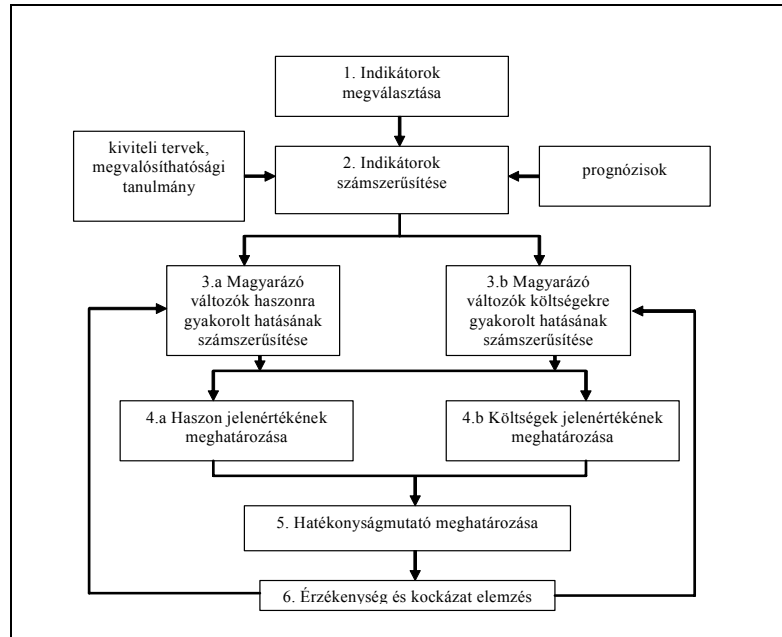 1. Indikátorok
megválasztása
kiviteli tervek,
megvalósíthatósági
tanulmány
2. Indikátorok
számszerűsítése
prognózisok
3.a Magyarázó
változók haszonra
gyakorolt hatásának
számszerűsítése
3.b Magyarázó
változók költségekre
gyakorolt hatásának
számszerűsítése
4.a Haszon jelenértékének
meghatározása
4.b Költségek jelenértékének
meghatározása
5. Hatékonyságmutató meghatározása
6. Érzékenység és kockázat elemzés